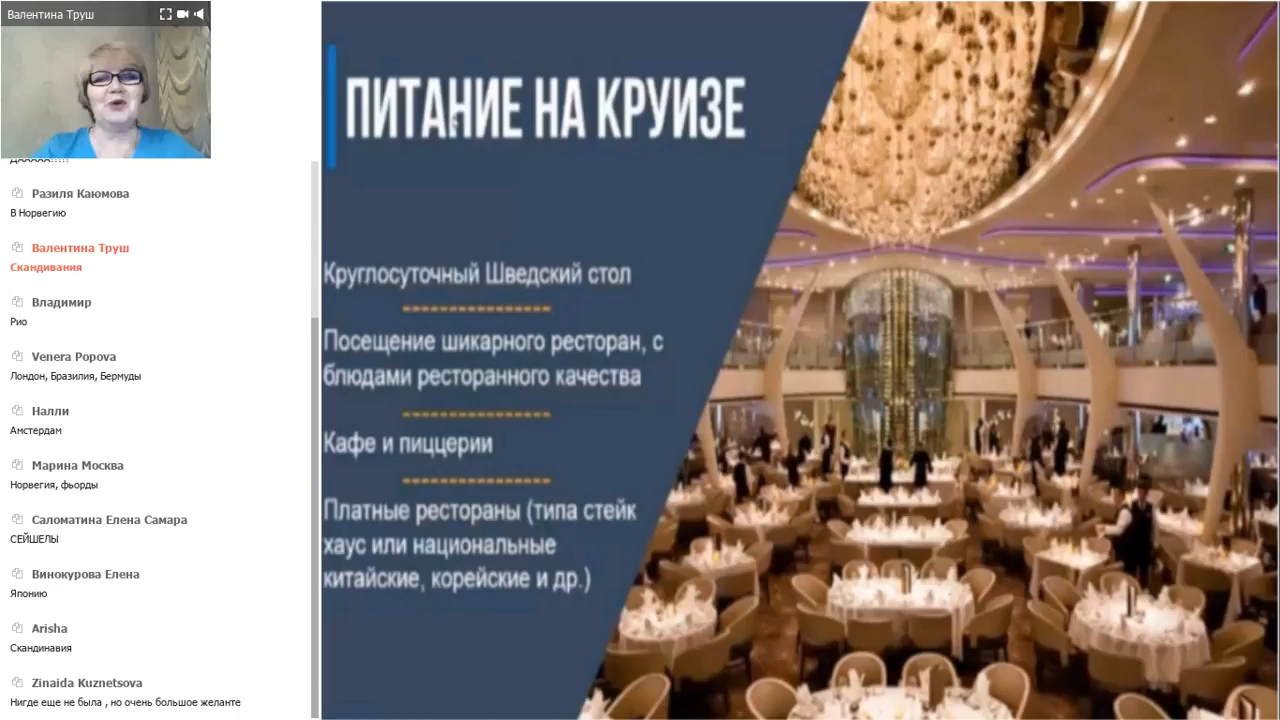 Валентина Труш
ДААААА!!!!!
Разиля Каюмова
В Норвегию
Валентина Труш
Скандивания
Владимир
Рио
Venera Popova
Лондон, Бразилия, Бермуды
Налли
Амстердам
Марина Москва
Норвегия, фьорды
Саломатина Елена Самара
СЕЙШЕЛЫ
Винокурова Елена
Японию
Arisha
Скандинавия
Zinaida Kuznetsova
Нигде еще не была , но очень большое желанте
ПИТАНИЕ НА КРУИЗЕ
Круглосуточный Шведский стол
Посещение шикарного ресторан, с
блюдами ресторанного качества
Кафе и пиццерии
Платные рестораны (типа стейк
хаус или национальные
китайские, корейские и др.)